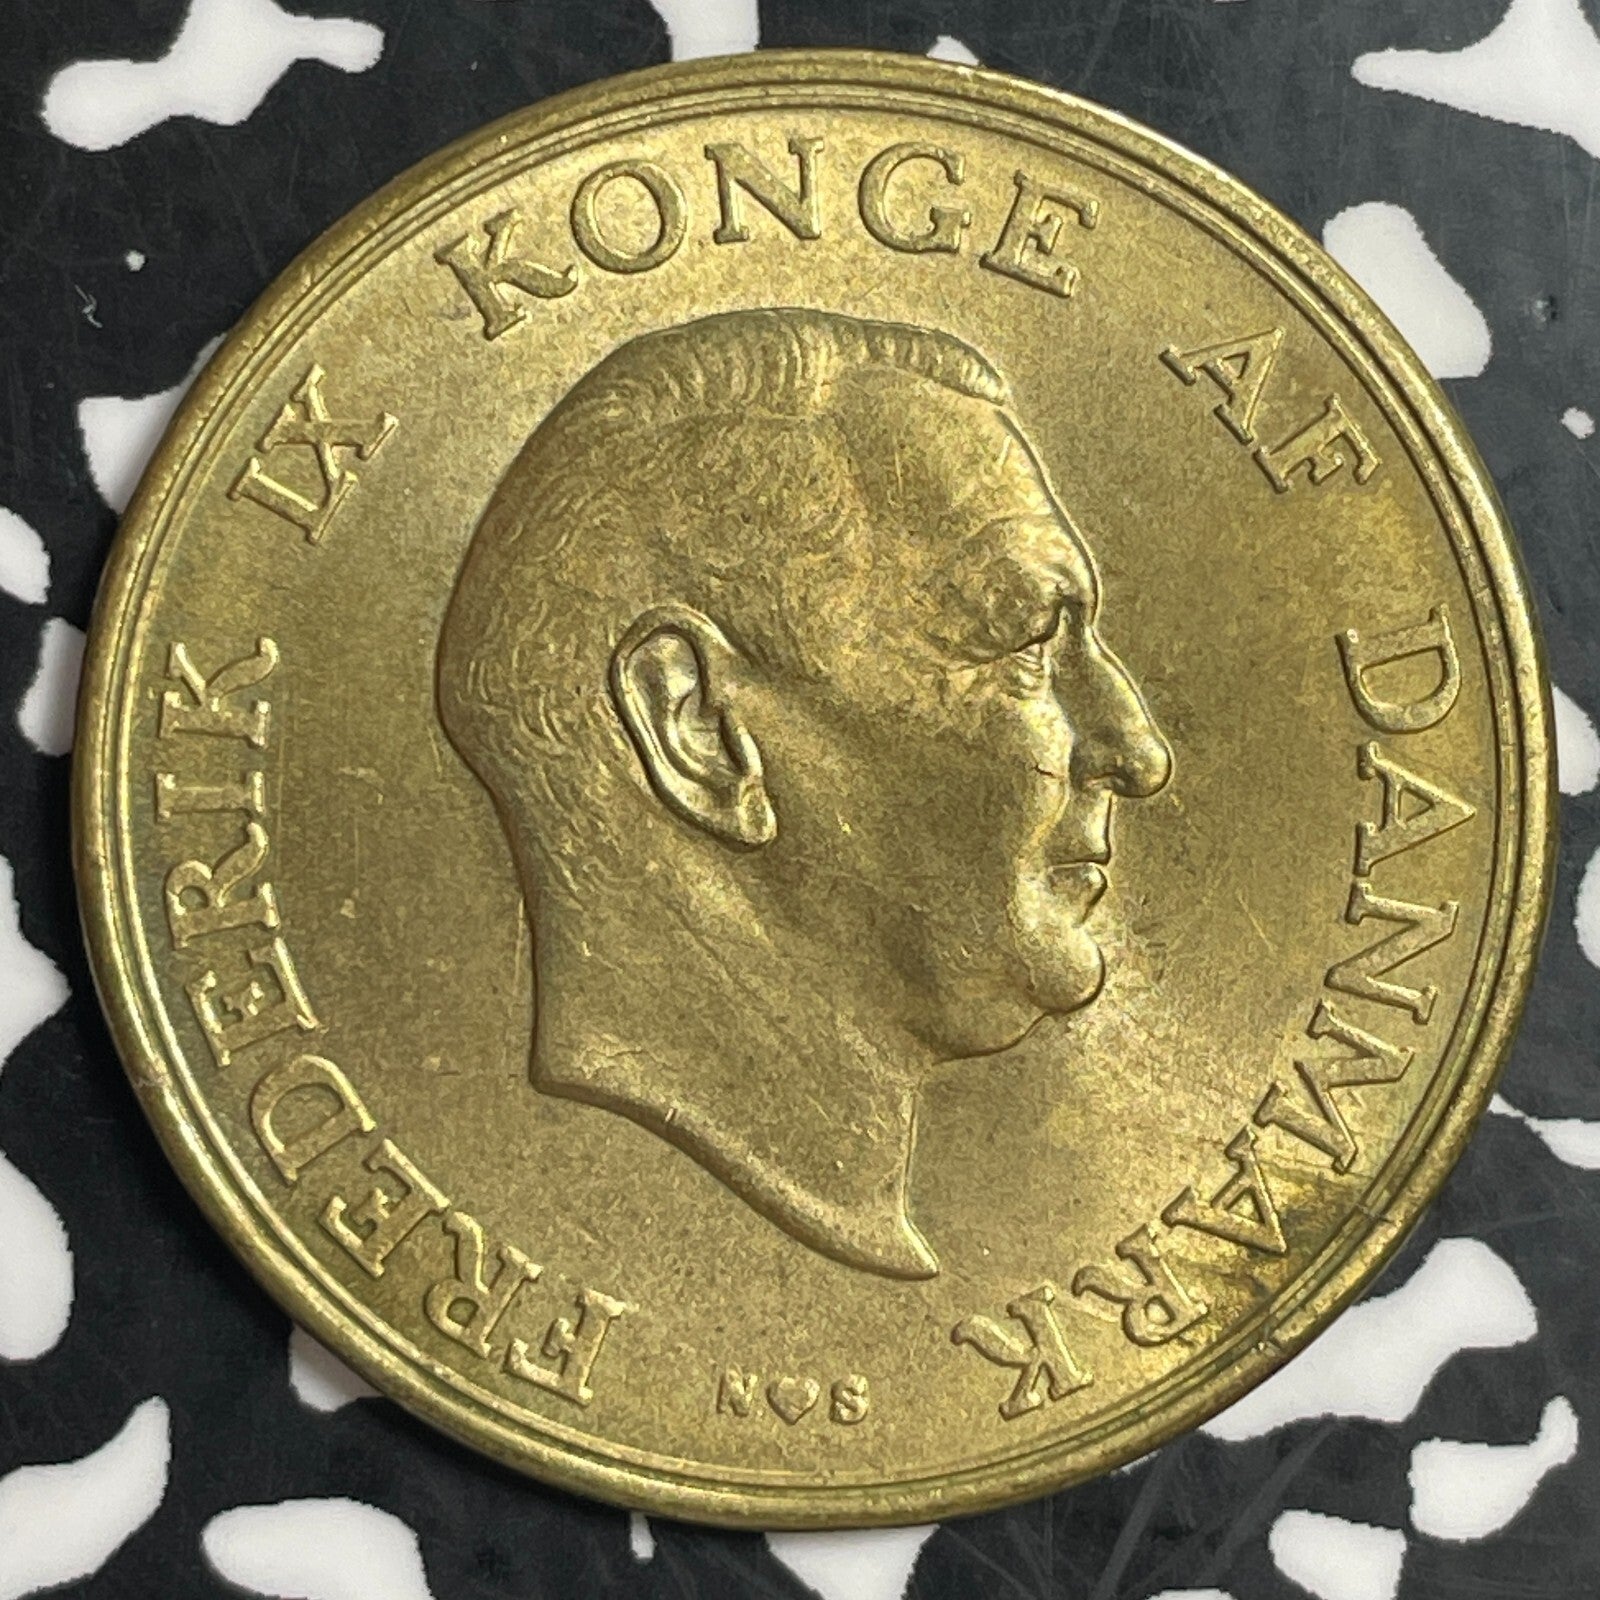 FREDERIK IX KONGE AF DANMARK
N♥S